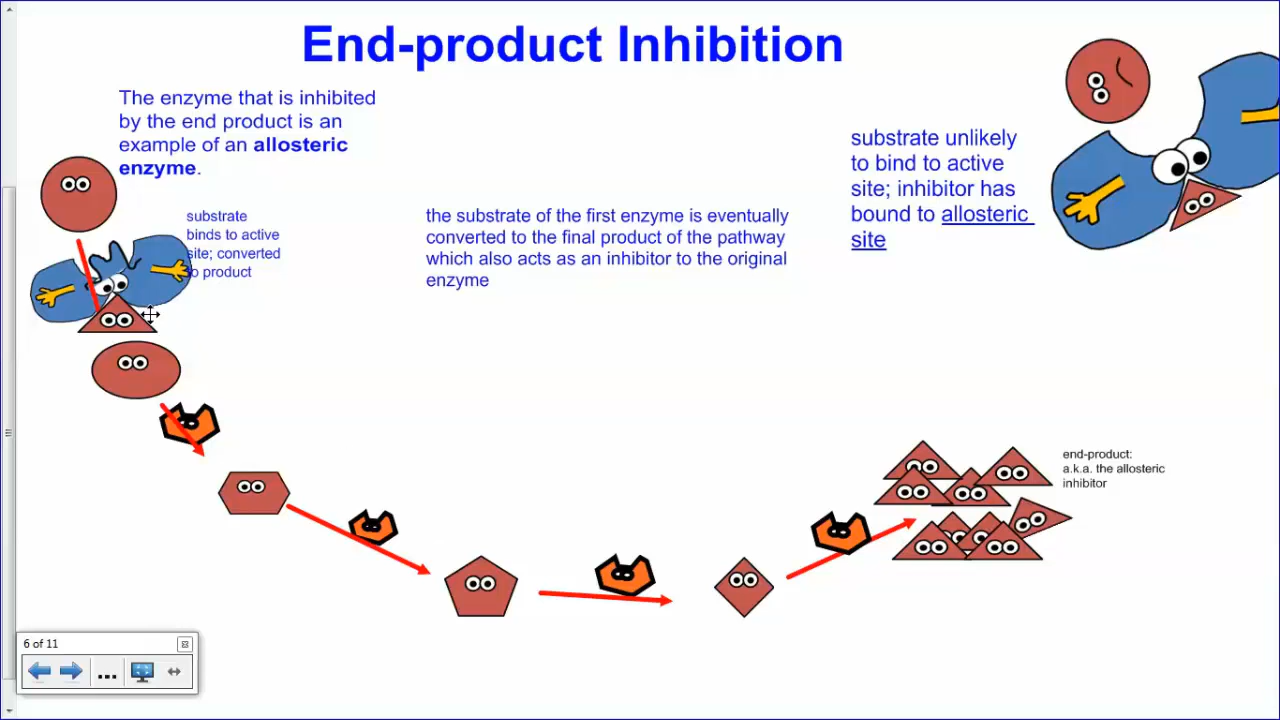 End-product Inhibition
The enzyme that is inhibited
by the end product is an
example of an allosteric
enzyme.
substrate
binds to active
site; converted
to product
the substrate of the first enzyme is eventually
converted to the final product of the pathway
which also acts as an inhibitor to the original
enzyme
substrate unlikely
to bind to active
site; inhibitor has
bound to allosteric
site
end-product:
a.k.a. the allosteric
inhibitor
6 of 11
...